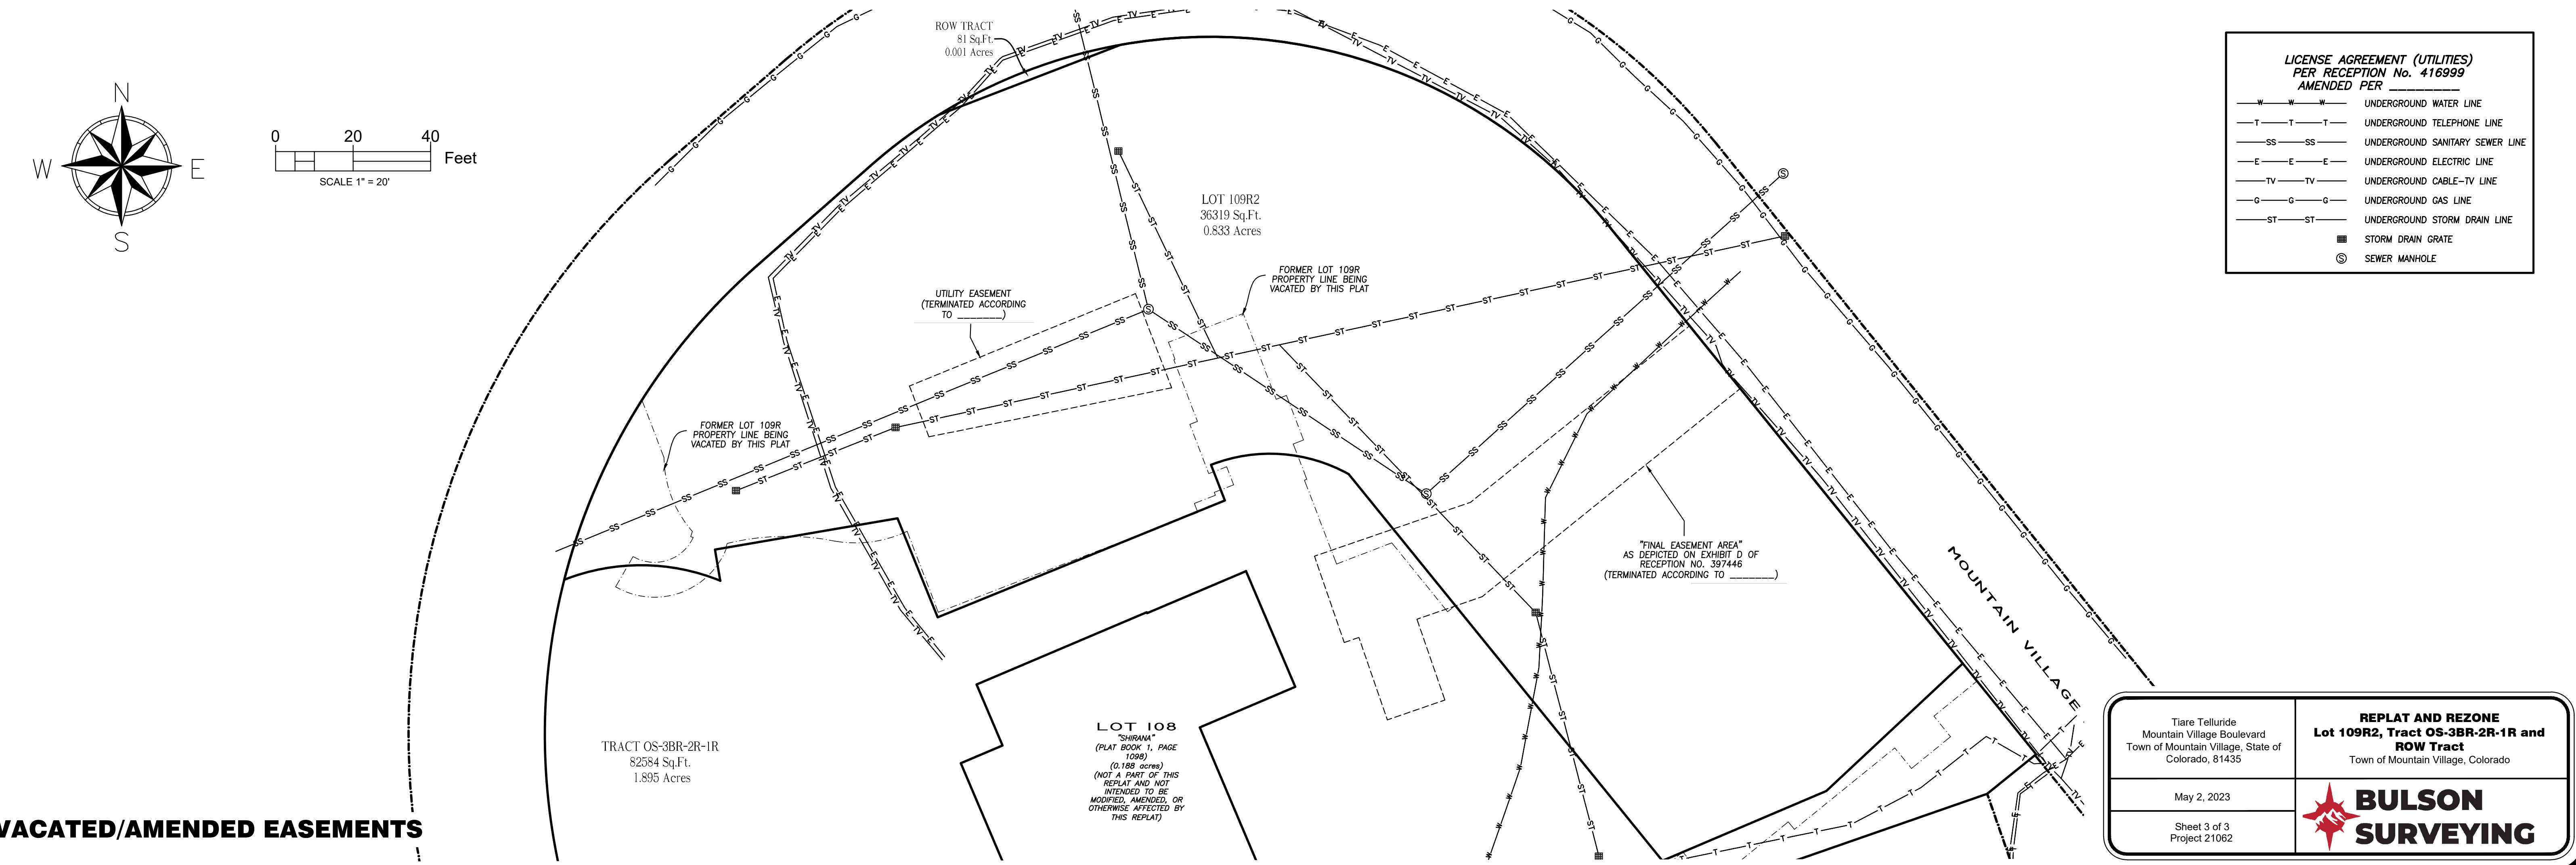 ROW TRACT
81 Sq.Ft.
0.001 Acres
N
W
E
S
0 20 40
Feet
SCALE 1" = 20'
LOT 109R2
36319 Sq.Ft.
0.833 Acres
FORMER LOT 109R
PROPERTY LINE BEING
VACATED BY THIS PLAT
UTILITY EASEMENT
(TERMINATED ACCORDING
TO _______)
FORMER LOT 109R
PROPERTY LINE BEING
VACATED BY THIS PLAT
"FINAL EASEMENT AREA"
AS DEPICTED ON EXHIBIT D OF
RECEPTION NO. 397446
(TERMINATED ACCORDING TO _______)
MOUNTAIN VILLAGE
TRACT OS-3BR-2R-1R
82584 Sq.Ft.
1.895 Acres
LOT 108
"SHIRANA"
(PLAT BOOK 1, PAGE
1098)
(0.188 acres)
(NOT A PART OF THIS
REPLAT AND NOT
INTENDED TO BE
MODIFIED, AMENDED, OR
OTHERWISE AFFECTED BY
THIS REPLAT)
VACATED/AMENDED EASEMENTS
LICENSE AGREEMENT (UTILITIES)
PER RECEPTION No. 416999
AMENDED PER ________
W W W UNDERGROUND WATER LINE
T T T UNDERGROUND TELEPHONE LINE
SS SS UNDERGROUND SANITARY SEWER LINE
E E E UNDERGROUND ELECTRIC LINE
TV TV UNDERGROUND CABLE-TV LINE
G G G UNDERGROUND GAS LINE
ST ST UNDERGROUND STORM DRAIN LINE
STORM DRAIN GRATE
S SEWER MANHOLE
Tiare Telluride
Mountain Village Boulevard
Town of Mountain Village, State of
Colorado, 81435
May 2, 2023
Sheet 3 of 3
Project 21062
REPLAT AND REZONE
Lot 109R2, Tract OS-3BR-2R-1R and
ROW Tract
Town of Mountain Village, Colorado
BULSON
SURVEYING